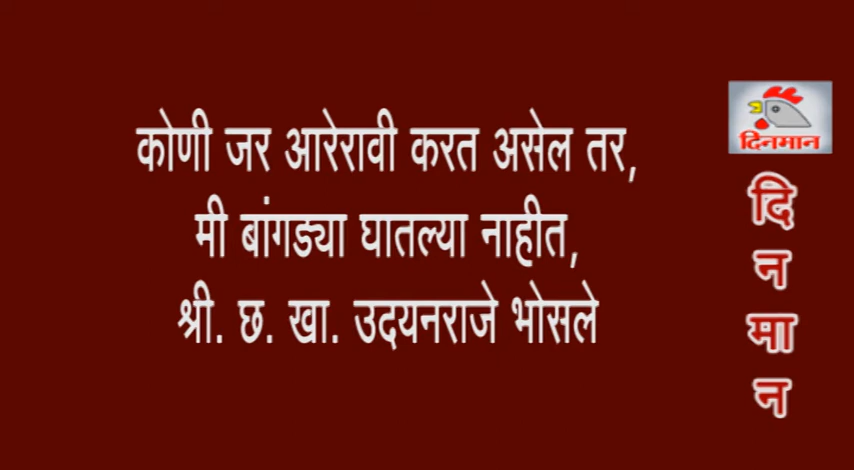 कोणी जर आरेरावी करत असेल तर,
मी बांगड्या घातल्या नाहीत,
श्री. छ. खा. उदयनराजे भोसले
दिनमान
दि
न
मा
न